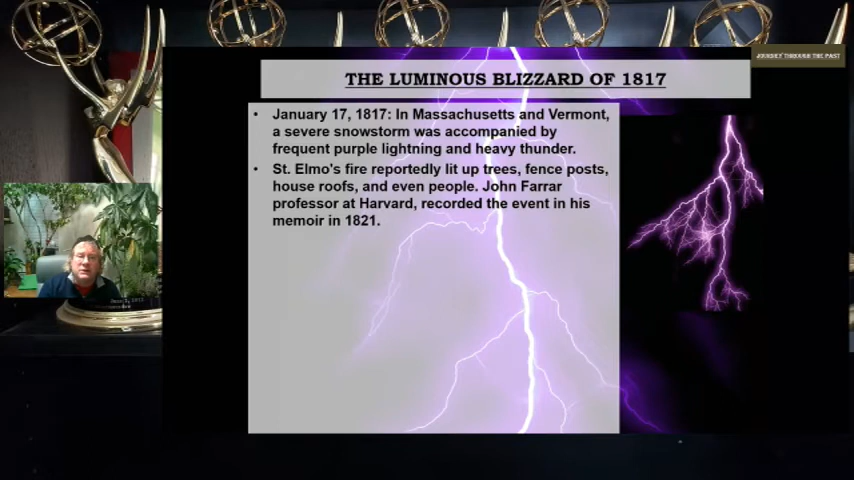 JOURNEY THROUGH THE PAST
THE LUMINOUS BLIZZARD OF 1817
• January 17, 1817: In Massachusetts and Vermont,
a severe snowstorm was accompanied by
frequent purple lightning and heavy thunder.
• St. Elmo's fire reportedly lit up trees, fence posts,
house roofs, and even people. John Farrar
professor at Harvard, recorded the event in his
memoir in 1821.